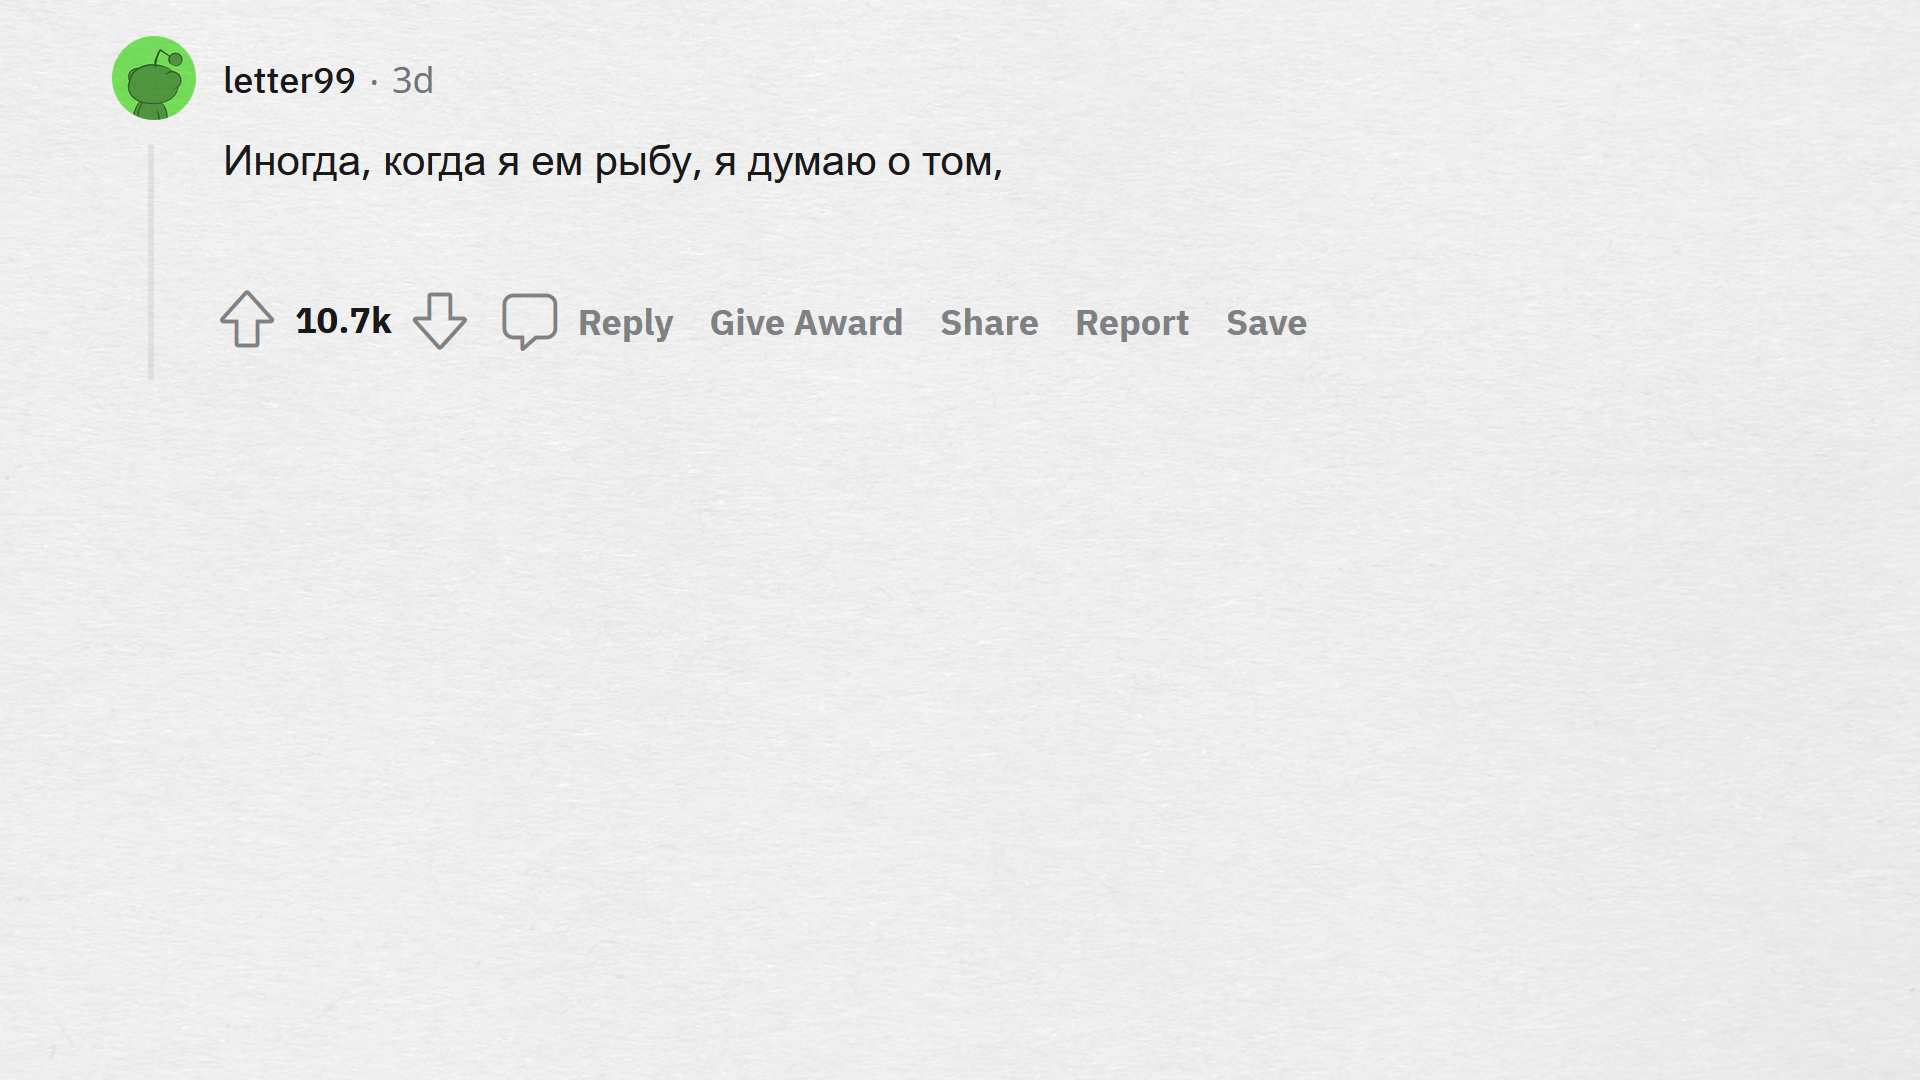 letter99 · 3d
Иногда, когда я ем рыбу, я думаю о том,
10.7k Reply Give Award Share Report Save